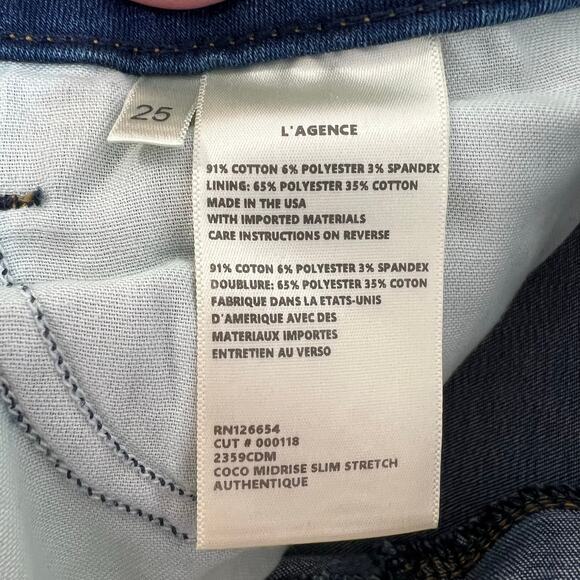 25
L'AGENCE
91% COTTON 6% POLYESTER 3% SPANDEX
LINING: 65% POLYESTER 35% COTTON
MADE IN THE USA
WITH IMPORTED MATERIALS
CARE INSTRUCTIONS ON REVERSE
91% COTON 6% POLYESTER 3% SPANDEX
DOUBLURE: 65% POLYESTER 35% COTON
FABRIQUE DANS LA ETATS-UNIS
D'AMERIQUE AVEC DES
MATERIAUX IMPORTES
ENTRETIEN AU VERSO
RN126654
CUT # 000118
2359CDM
COCO MIDRISE SLIM STRETCH
AUTHENTIQUE